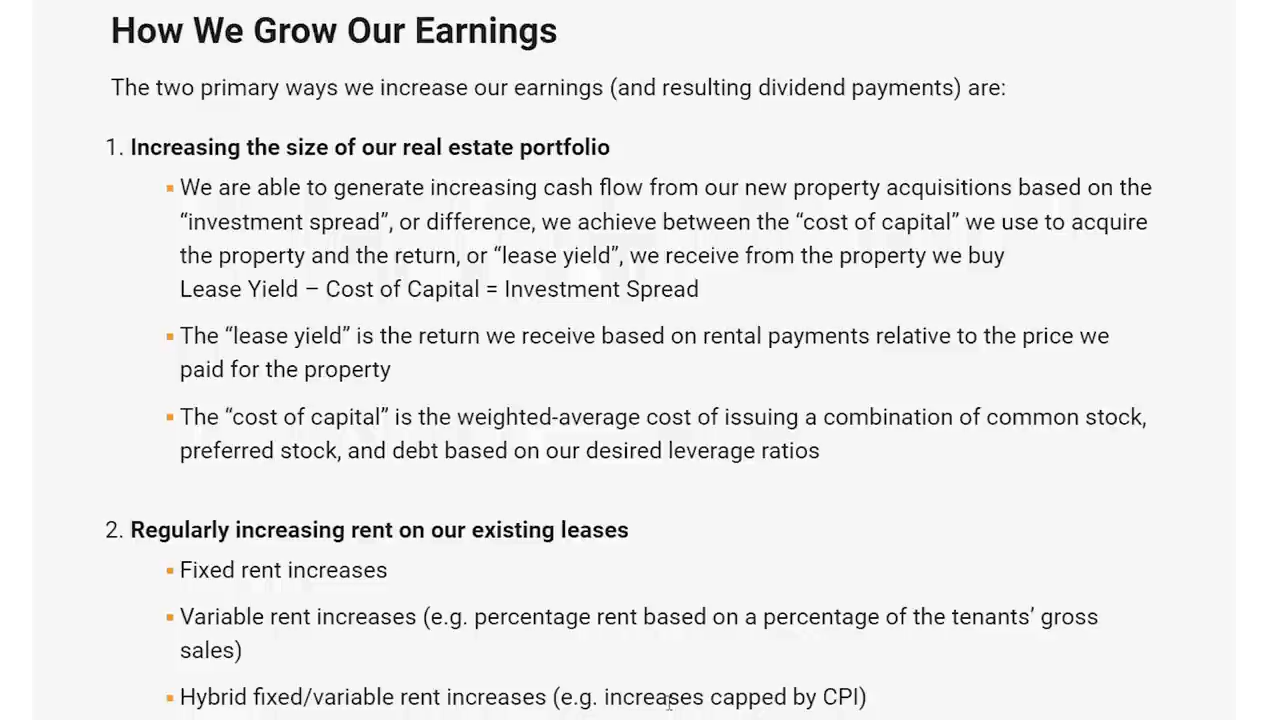 How We Grow Our Earnings
The two primary ways we increase our earnings (and resulting dividend payments) are:
1. Increasing the size of our real estate portfolio
▪ We are able to generate increasing cash flow from our new property acquisitions based on the
“investment spread”, or difference, we achieve between the “cost of capital” we use to acquire
the property and the return, or “lease yield”, we receive from the property we buy
Lease Yield – Cost of Capital = Investment Spread
▪ The “lease yield” is the return we receive based on rental payments relative to the price we
paid for the property
▪ The “cost of capital” is the weighted-average cost of issuing a combination of common stock,
preferred stock, and debt based on our desired leverage ratios
2. Regularly increasing rent on our existing leases
▪ Fixed rent increases
▪ Variable rent increases (e.g. percentage rent based on a percentage of the tenants’ gross
sales)
▪ Hybrid fixed/variable rent increases (e.g. increases capped by CPI)